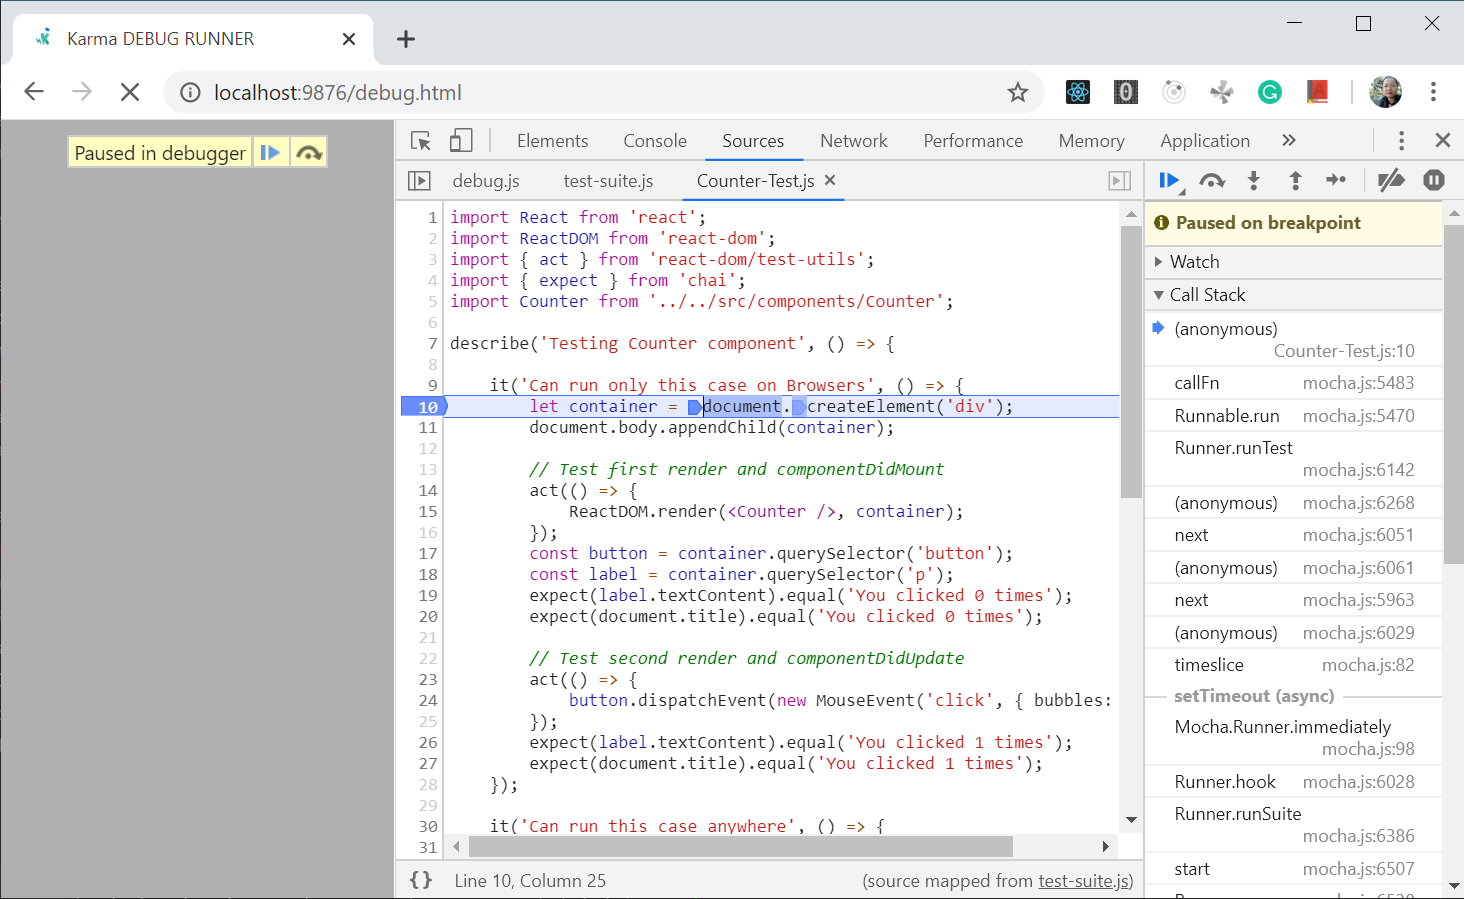 Karma DEBUG RUNNER
localhost:9876/debug.html
Paused in debugger
Elements Console Sources Network Performance Memory Application
debug.js test-suite.js Counter-Test.js
1 import React from 'react';
2 import ReactDOM from 'react-dom';
3 import { act } from 'react-dom/test-utils';
4 import { expect } from 'chai';
5 import Counter from '../../src/components/Counter';
6
7 describe('Testing Counter component', () => {
8
9 it('Can run only this case on Browsers', () => {
10 let container = document.createElement('div');
11 document.body.appendChild(container);
12
13 // Test first render and componentDidMount
14 act(() => {
15 ReactDOM.render(<Counter />, container);
16 });
17 const button = container.querySelector('button');
18 const label = container.querySelector('p');
19 expect(label.textContent).equal('You clicked 0 times');
20 expect(document.title).equal('You clicked 0 times');
21
22 // Test second render and componentDidUpdate
23 act(() => {
24 button.dispatchEvent(new MouseEvent('click', { bubbles:
25 });
26 expect(label.textContent).equal('You clicked 1 times');
27 expect(document.title).equal('You clicked 1 times');
28 });
29
30 it('Can run this case anywhere', () => {
31
{} Line 10, Column 25 (source mapped from test-suite.js)
Paused on breakpoint
Watch
Call Stack
(anonymous)
Counter-Test.js:10
callFn mocha.js:5483
Runnable.run mocha.js:5470
Runner.runTest
mocha.js:6142
(anonymous) mocha.js:6268
next mocha.js:6051
(anonymous) mocha.js:6061
next mocha.js:5963
(anonymous) mocha.js:6029
timeslice mocha.js:82
setTimeout (async)
Mocha.Runner.immediately
mocha.js:98
Runner.hook mocha.js:6028
Runner.runSuite
mocha.js:6386
start mocha.js:6507